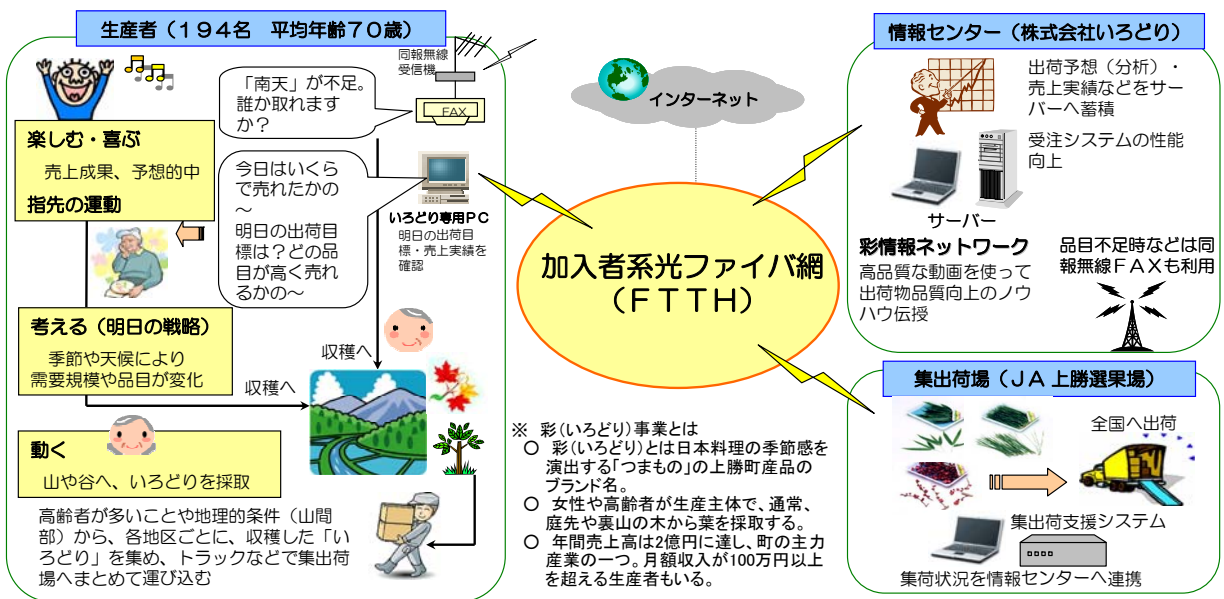 生産者（１９４名　平均年齢７０歳）
同報無線
受信機
「南天」が不足。
誰か取れます
か？
FAX
楽しむ・喜ぶ
売上成果、予想的中
指先の運動
今日はいくら
で売れたかの
～
明日の出荷目
標は？どの品
目が高く売れ
るかの～
いろどり専用ＰＣ
明日の出荷目
標・売上実績を
確認
考える（明日の戦略）
季節や天候により
需要規模や品目が変化
収穫へ
収穫へ
動く
山や谷へ、いろどりを採取
高齢者が多いことや地理的条件（山間
部）から、各地区ごとに、収穫した「い
ろどり」を集め、トラックなどで集出荷
場へまとめて運び込む
インターネット
加入者系光ファイバ網
（ＦＴＴＨ）
※　彩（いろどり）事業とは
○　彩（いろどり）とは日本料理の季節感を
演出する「つまもの」の上勝町産品の
ブランド名。
○　女性や高齢者が生産主体で、通常、
庭先や裏山の木から葉を採取する。
○　年間売上高は2億円に達し、町の主力
産業の一つ。月額収入が100万円以上
を超える生産者もいる。
情報センター（株式会社いろどり）
出荷予想（分析）・
売上実績などをサー
バーへ蓄積
受注システムの性能
向上
サーバー
彩情報ネットワーク
高品質な動画を使って
出荷物品質向上のノウ
ハウ伝授
品目不足時などは同
報無線ＦＡＸも利用
集出荷場（ＪＡ上勝選果場）
全国へ出荷
集出荷支援システム
集荷状況を情報センターへ連携